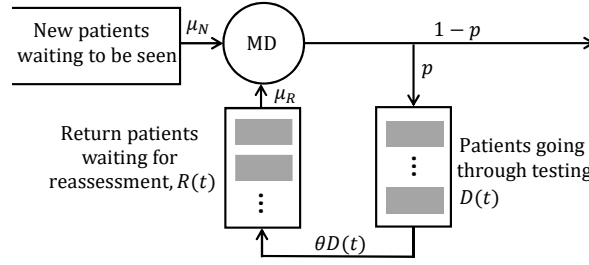 New patients
waiting to be seen
μ_N
MD
1 − p
p
μ_R
Return patients
waiting for
reassessment, R(t)
Patients going
through testing
D(t)
θD(t)